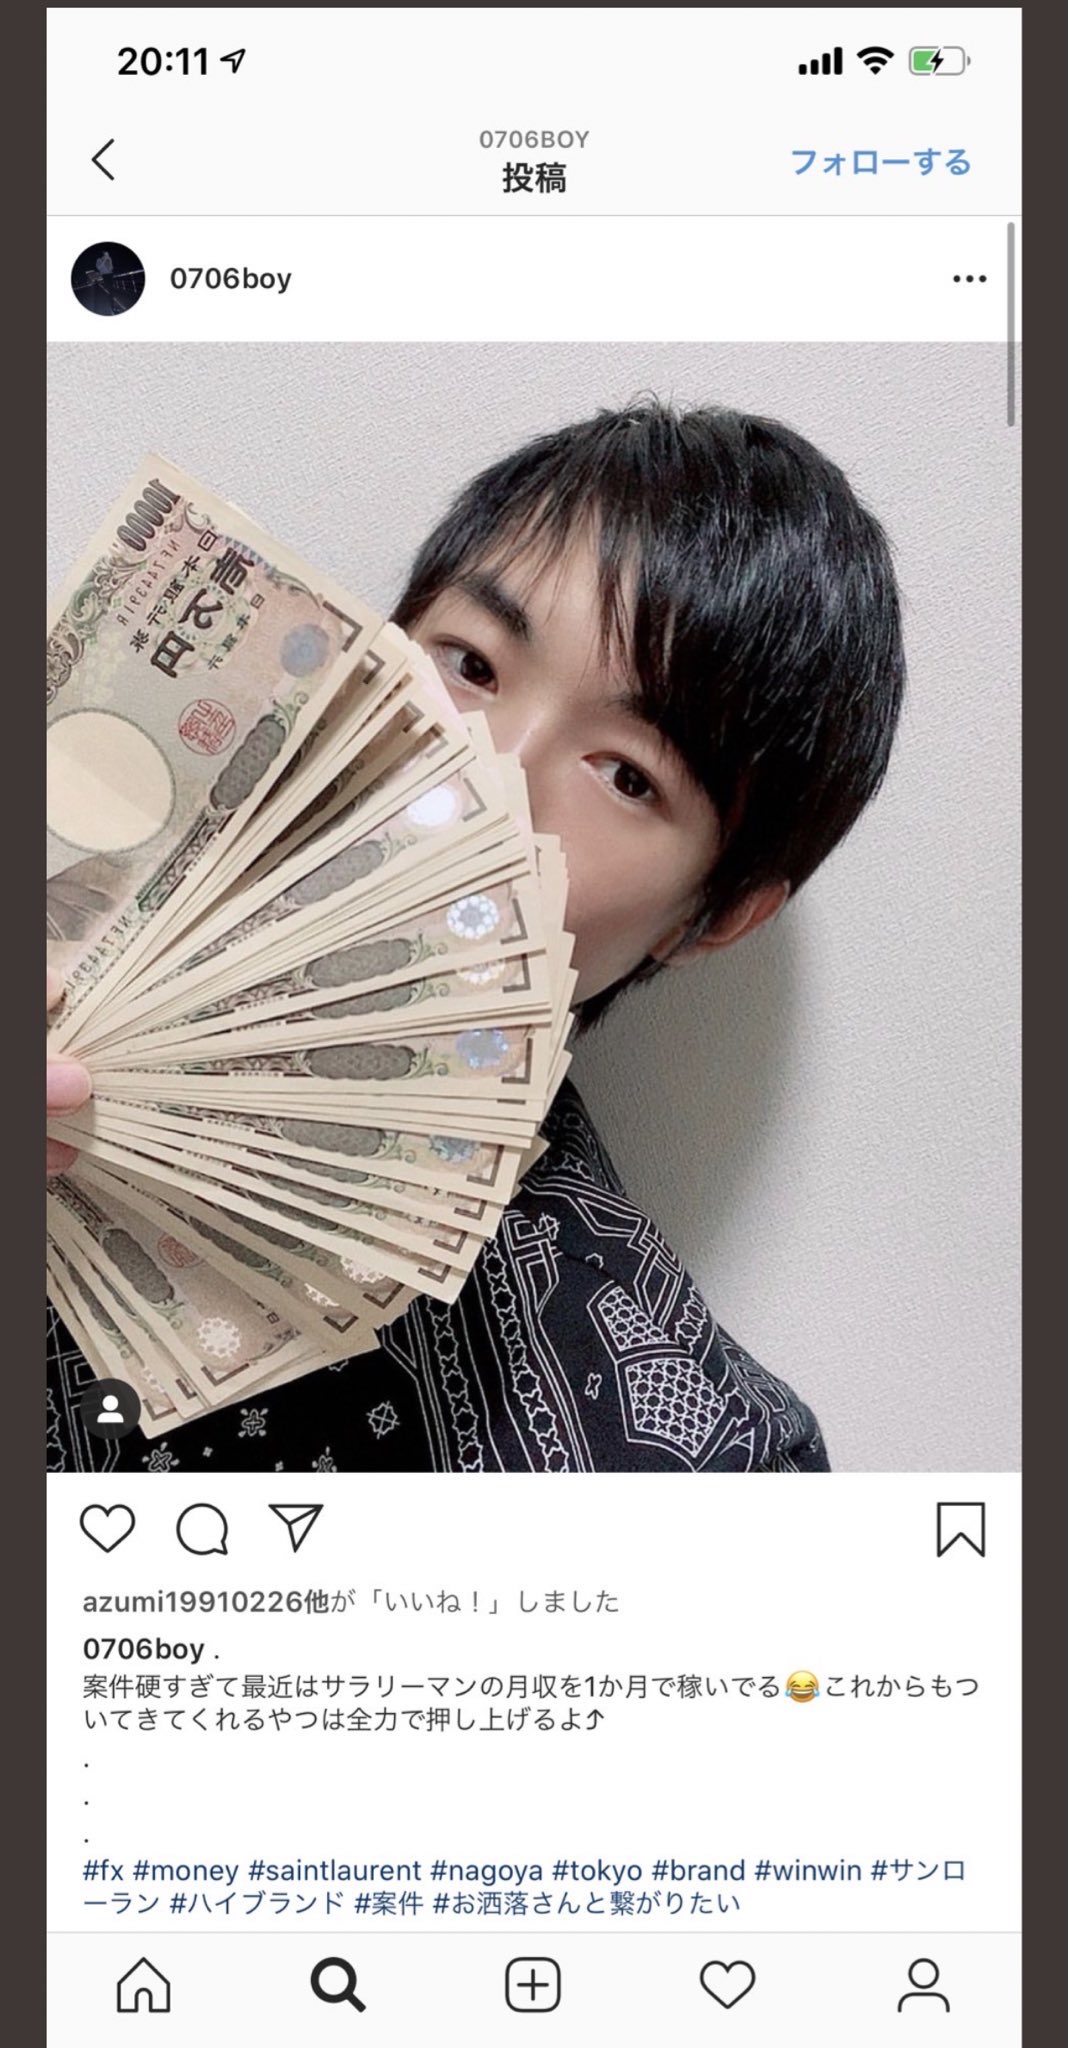 20:11
0706BOY
投稿
フォローする
0706boy
azumi19910226他が「いいね！」しました
0706boy .
案件硬すぎて最近はサラリーマンの月収を1か月で稼いでる😂これからもつ
いてきてくれるやつは全力で押し上げるよ⤴
.
.
.
#fx #money #saintlaurent #nagoya #tokyo #brand #winwin #サンロ
ーラン #ハイブランド #案件 #お洒落さんと繋がりたい